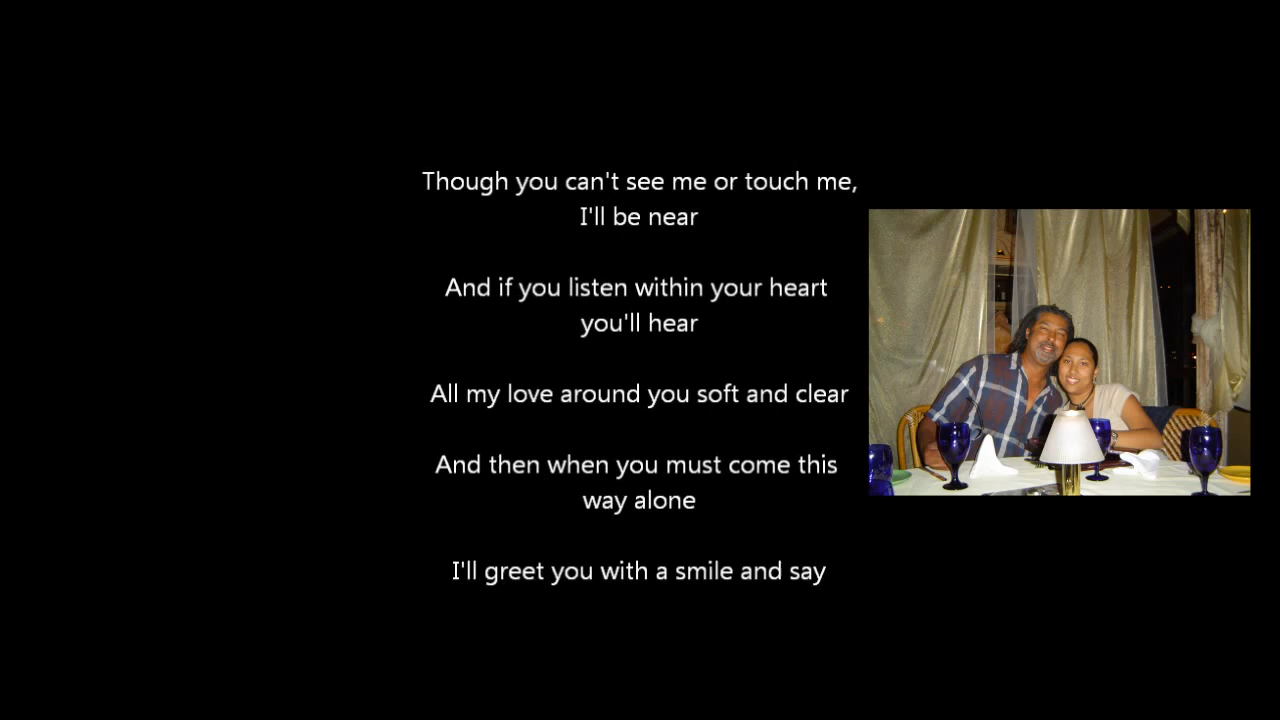 Though you can't see me or touch me,
I'll be near
And if you listen within your heart
you'll hear
All my love around you soft and clear
And then when you must come this
way alone
I'll greet you with a smile and say